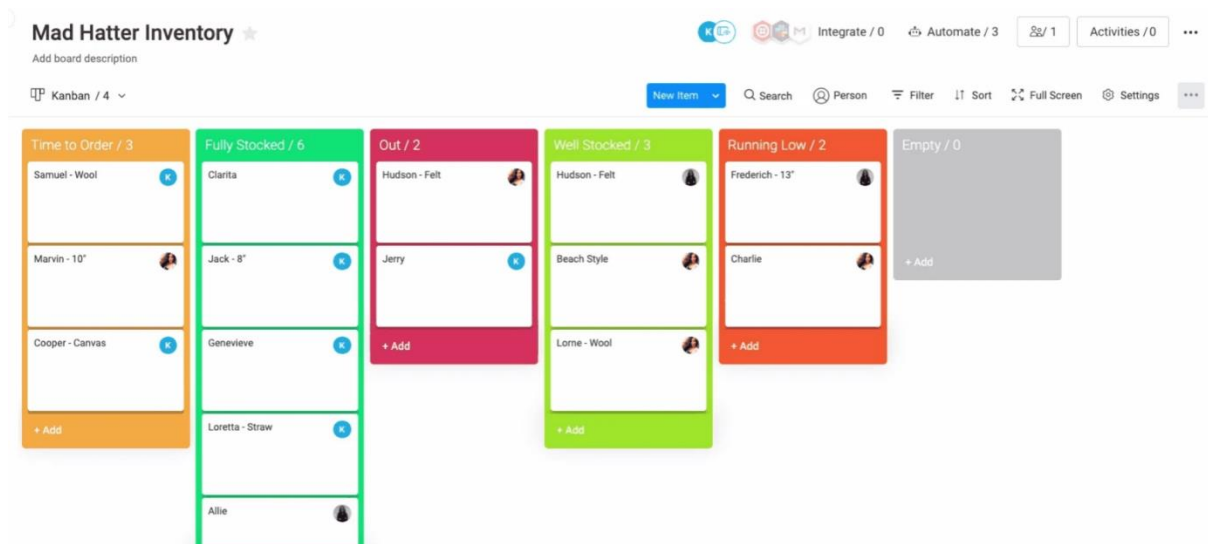 Mad Hatter Inventory
K
Integrate / 0
Automate / 3
/ 1
Activities / 0
Add board description
Kanban / 4
New Item
Search
Person
Filter
Sort
Full Screen
Settings
Time to Order / 3
Samuel - Wool
K
Marvin - 10"
Cooper - Canvas
K
+ Add
Fully Stocked / 6
Clarita
K
Jack - 8"
K
Genevieve
K
Loretta - Straw
K
Allie
Out / 2
Hudson - Felt
Jerry
K
+ Add
Well Stocked / 3
Hudson - Felt
Beach Style
Lorne - Wool
+ Add
Running Low / 2
Frederich - 13"
Charlie
+ Add
Empty / 0
+ Add